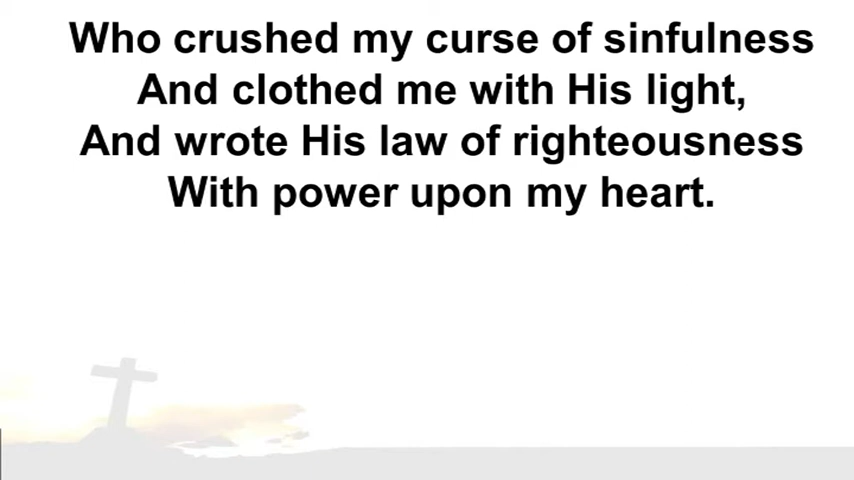 Who crushed my curse of sinfulness
And clothed me with His light,
And wrote His law of righteousness
With power upon my heart.